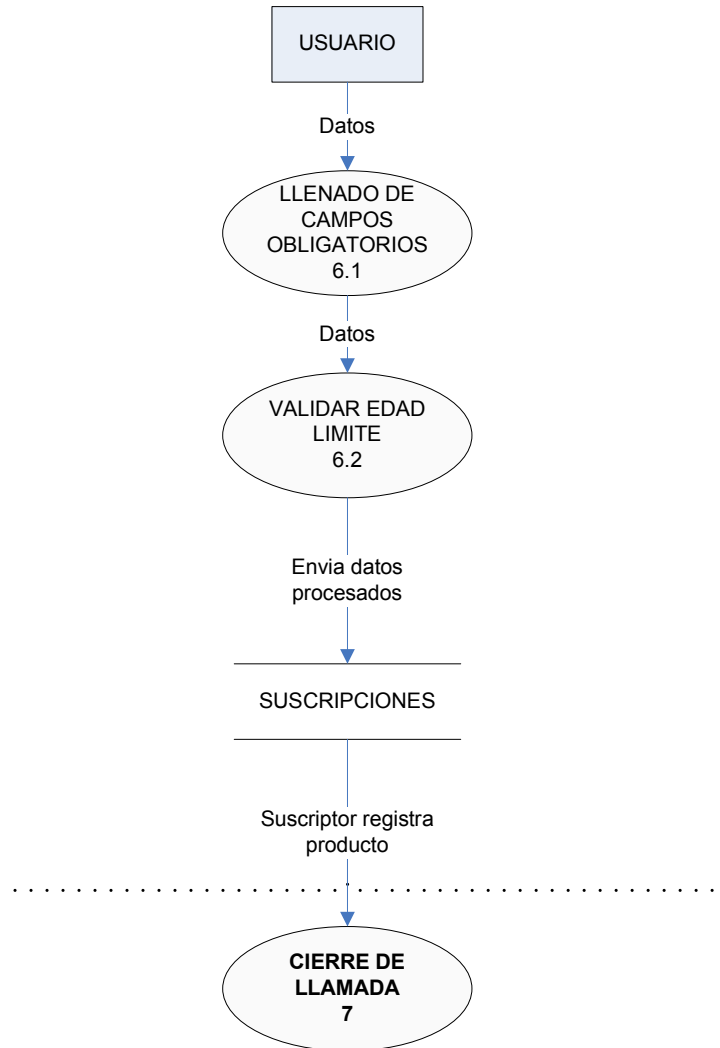 USUARIO
Datos
LLENADO DE
CAMPOS
OBLIGATORIOS
6.1
Datos
VALIDAR EDAD
LIMITE
6.2
Envia datos
procesados
SUSCRIPCIONES
Suscriptor registra
producto
CIERRE DE
LLAMADA
7